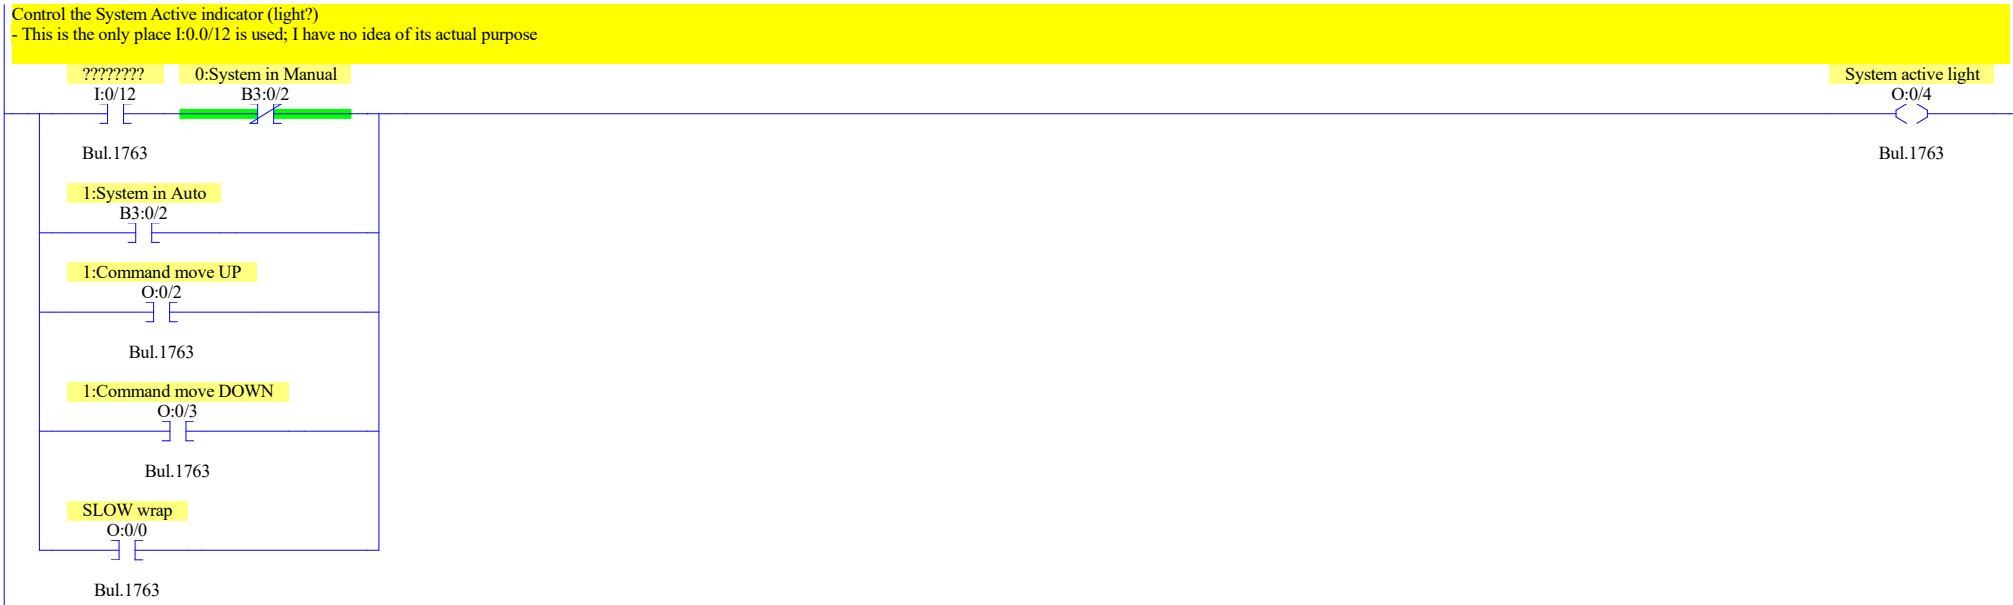 Control the System Active indicator (light?)
- This is the only place I:0.0/12 is used; I have no idea of its actual purpose
???????? 0:System in Manual System active light
I:0/12 B3:0/2 O:0/4
Bul.1763 Bul.1763
1:System in Auto
B3:0/2
1:Command move UP
O:0/2
Bul.1763
1:Command move DOWN
O:0/3
Bul.1763
SLOW wrap
O:0/0
Bul.1763